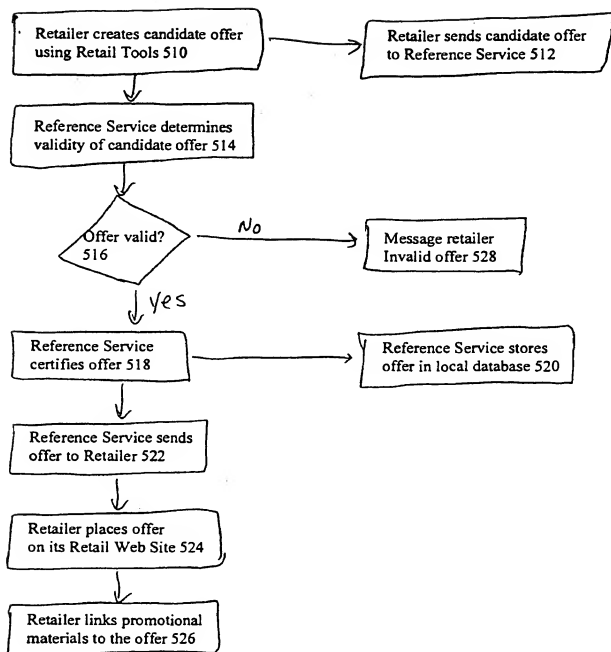 Retailer creates candidate offer
using Retail Tools 510
Retailer sends candidate offer
to Reference Service 512
Reference Service determines
validity of candidate offer 514
Offer valid?
516
No
Message retailer
Invalid offer 528
yes
Reference Service
certifies offer 518
Reference Service stores
offer in local database 520
Reference Service sends
offer to Retailer 522
Retailer places offer
on its Retail Web Site 524
Retailer links promotional
materials to the offer 526